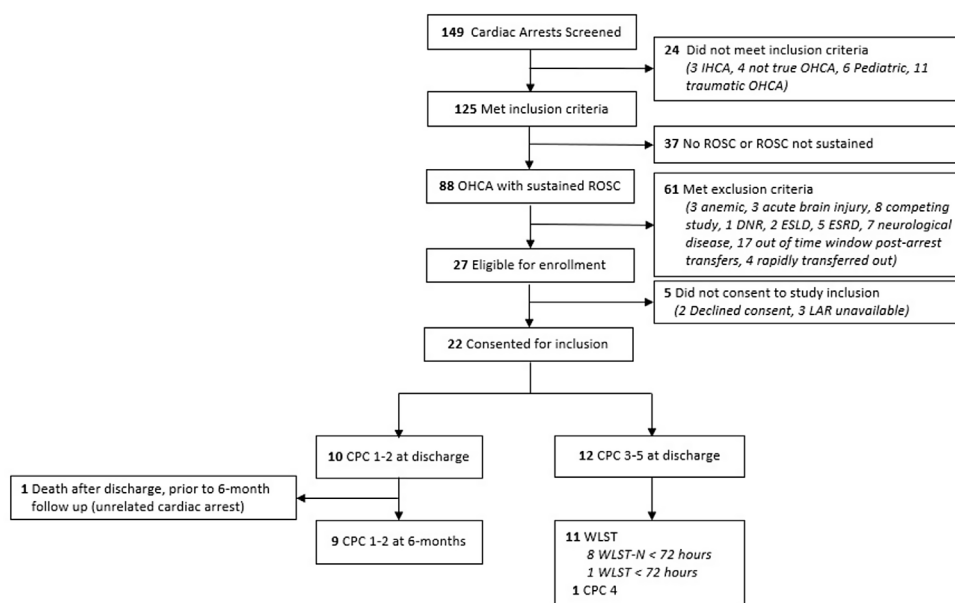 149 Cardiac Arrests Screened
24 Did not meet inclusion criteria
(3 IHCA, 4 not true OHCA, 6 Pediatric, 11
traumatic OHCA)
125 Met inclusion criteria
37 No ROSC or ROSC not sustained
88 OHCA with sustained ROSC
61 Met exclusion criteria
(3 anemic, 3 acute brain injury, 8 competing
study, 1 DNR, 2 ESLD, 5 ESRD, 7 neurological
disease, 17 out of time window post-arrest
transfers, 4 rapidly transferred out)
27 Eligible for enrollment
5 Did not consent to study inclusion
(2 Declined consent, 3 LAR unavailable)
22 Consented for inclusion
10 CPC 1-2 at discharge
12 CPC 3-5 at discharge
1 Death after discharge, prior to 6-month
follow up (unrelated cardiac arrest)
9 CPC 1-2 at 6-months
11 WLST
8 WLST-N < 72 hours
1 WLST < 72 hours
1 CPC 4